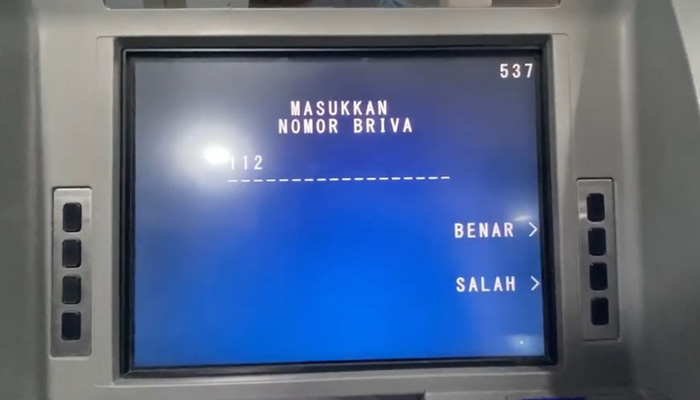 537
MASUKKAN
NOMOR BRIVA
112
BENAR >
SALAH >